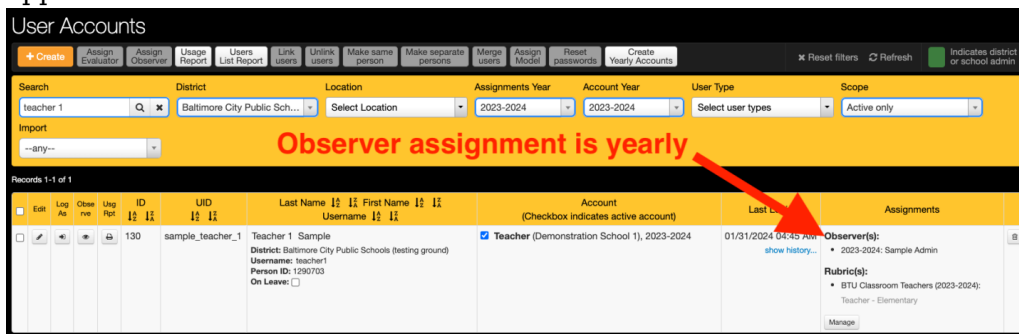 User Accounts
+ Create
Assign Evaluator
Assign Observer
Usage Report
Users List Report
Link users
Unlink users
Make same person
Make separate persons
Merge users
Assign Model
Reset passwords
Create Yearly Accounts
Reset filters
Refresh
Indicates district or school admin
Search District Location Assignments Year Account Year User Type Scope
teacher 1 Baltimore City Public Sch... Select Location 2023-2024 2023-2024 Select user types Active only
Import
--any--
Observer assignment is yearly
Records 1-1 of 1
Edit Log As Obse rve Usg Rpt ID UID Last Name First Name Username Account (Checkbox indicates active account) Assignments
130 sample_teacher_1 Teacher 1 Sample Teacher (Demonstration School 1), 2023-2024 01/31/2024 04:45 AM Observer(s):
District: Baltimore City Public Schools (testing ground) show history... • 2023-2024: Sample Admin
Username: teacher1
Person ID: 1290703 Rubric(s):
On Leave: • BTU Classroom Teachers (2023-2024):
Teacher - Elementary
Manage